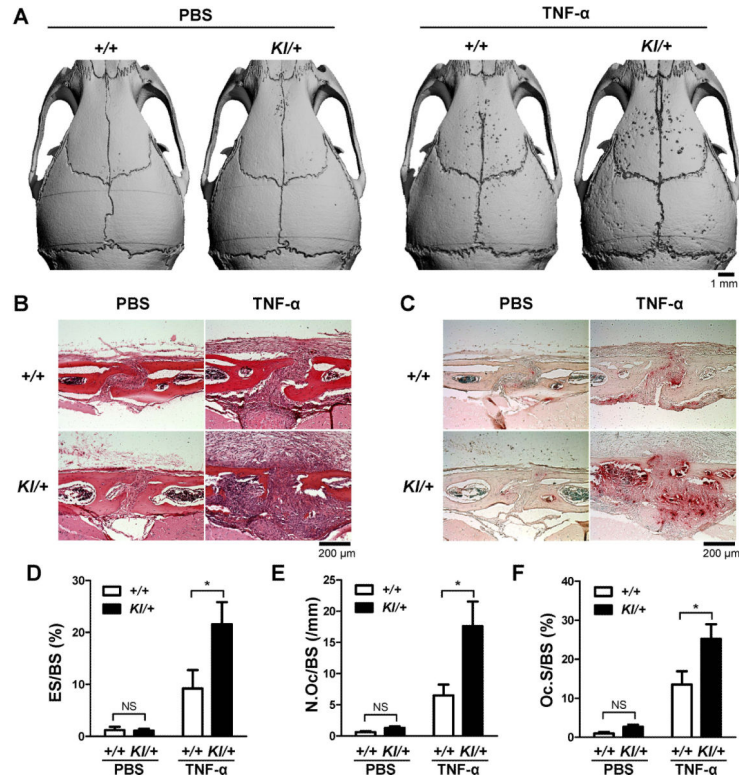 A
PBS
TNF-α
+/+
KI/+
+/+
KI/+
1 mm
B
PBS
TNF-α
+/+
KI/+
200 μm
C
PBS
TNF-α
+/+
KI/+
200 μm
D
ES/BS (%)
30
20
10
0
+/+
KI/+
NS
*
+/+ KI/+ +/+ KI/+
PBS TNF-α
E
N.Oc/BS (/mm)
25
20
15
10
5
0
+/+
KI/+
NS
*
+/+ KI/+ +/+ KI/+
PBS TNF-α
F
Oc.S/BS (%)
40
30
20
10
0
+/+
KI/+
NS
*
+/+ KI/+ +/+ KI/+
PBS TNF-α